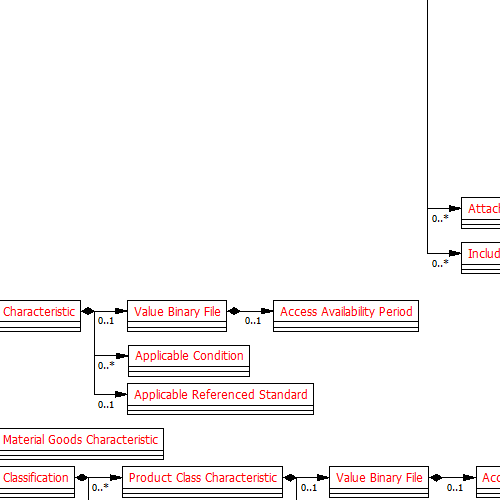 Attac
0..*
Includ
0..*
Characteristic
Value Binary File
Access Availability Period
0..1
0..1
Applicable Condition
0..*
Applicable Referenced Standard
0..1
Material Goods Characteristic
Classification
Product Class Characteristic
Value Binary File
Acc
0..*
0..1
0..1